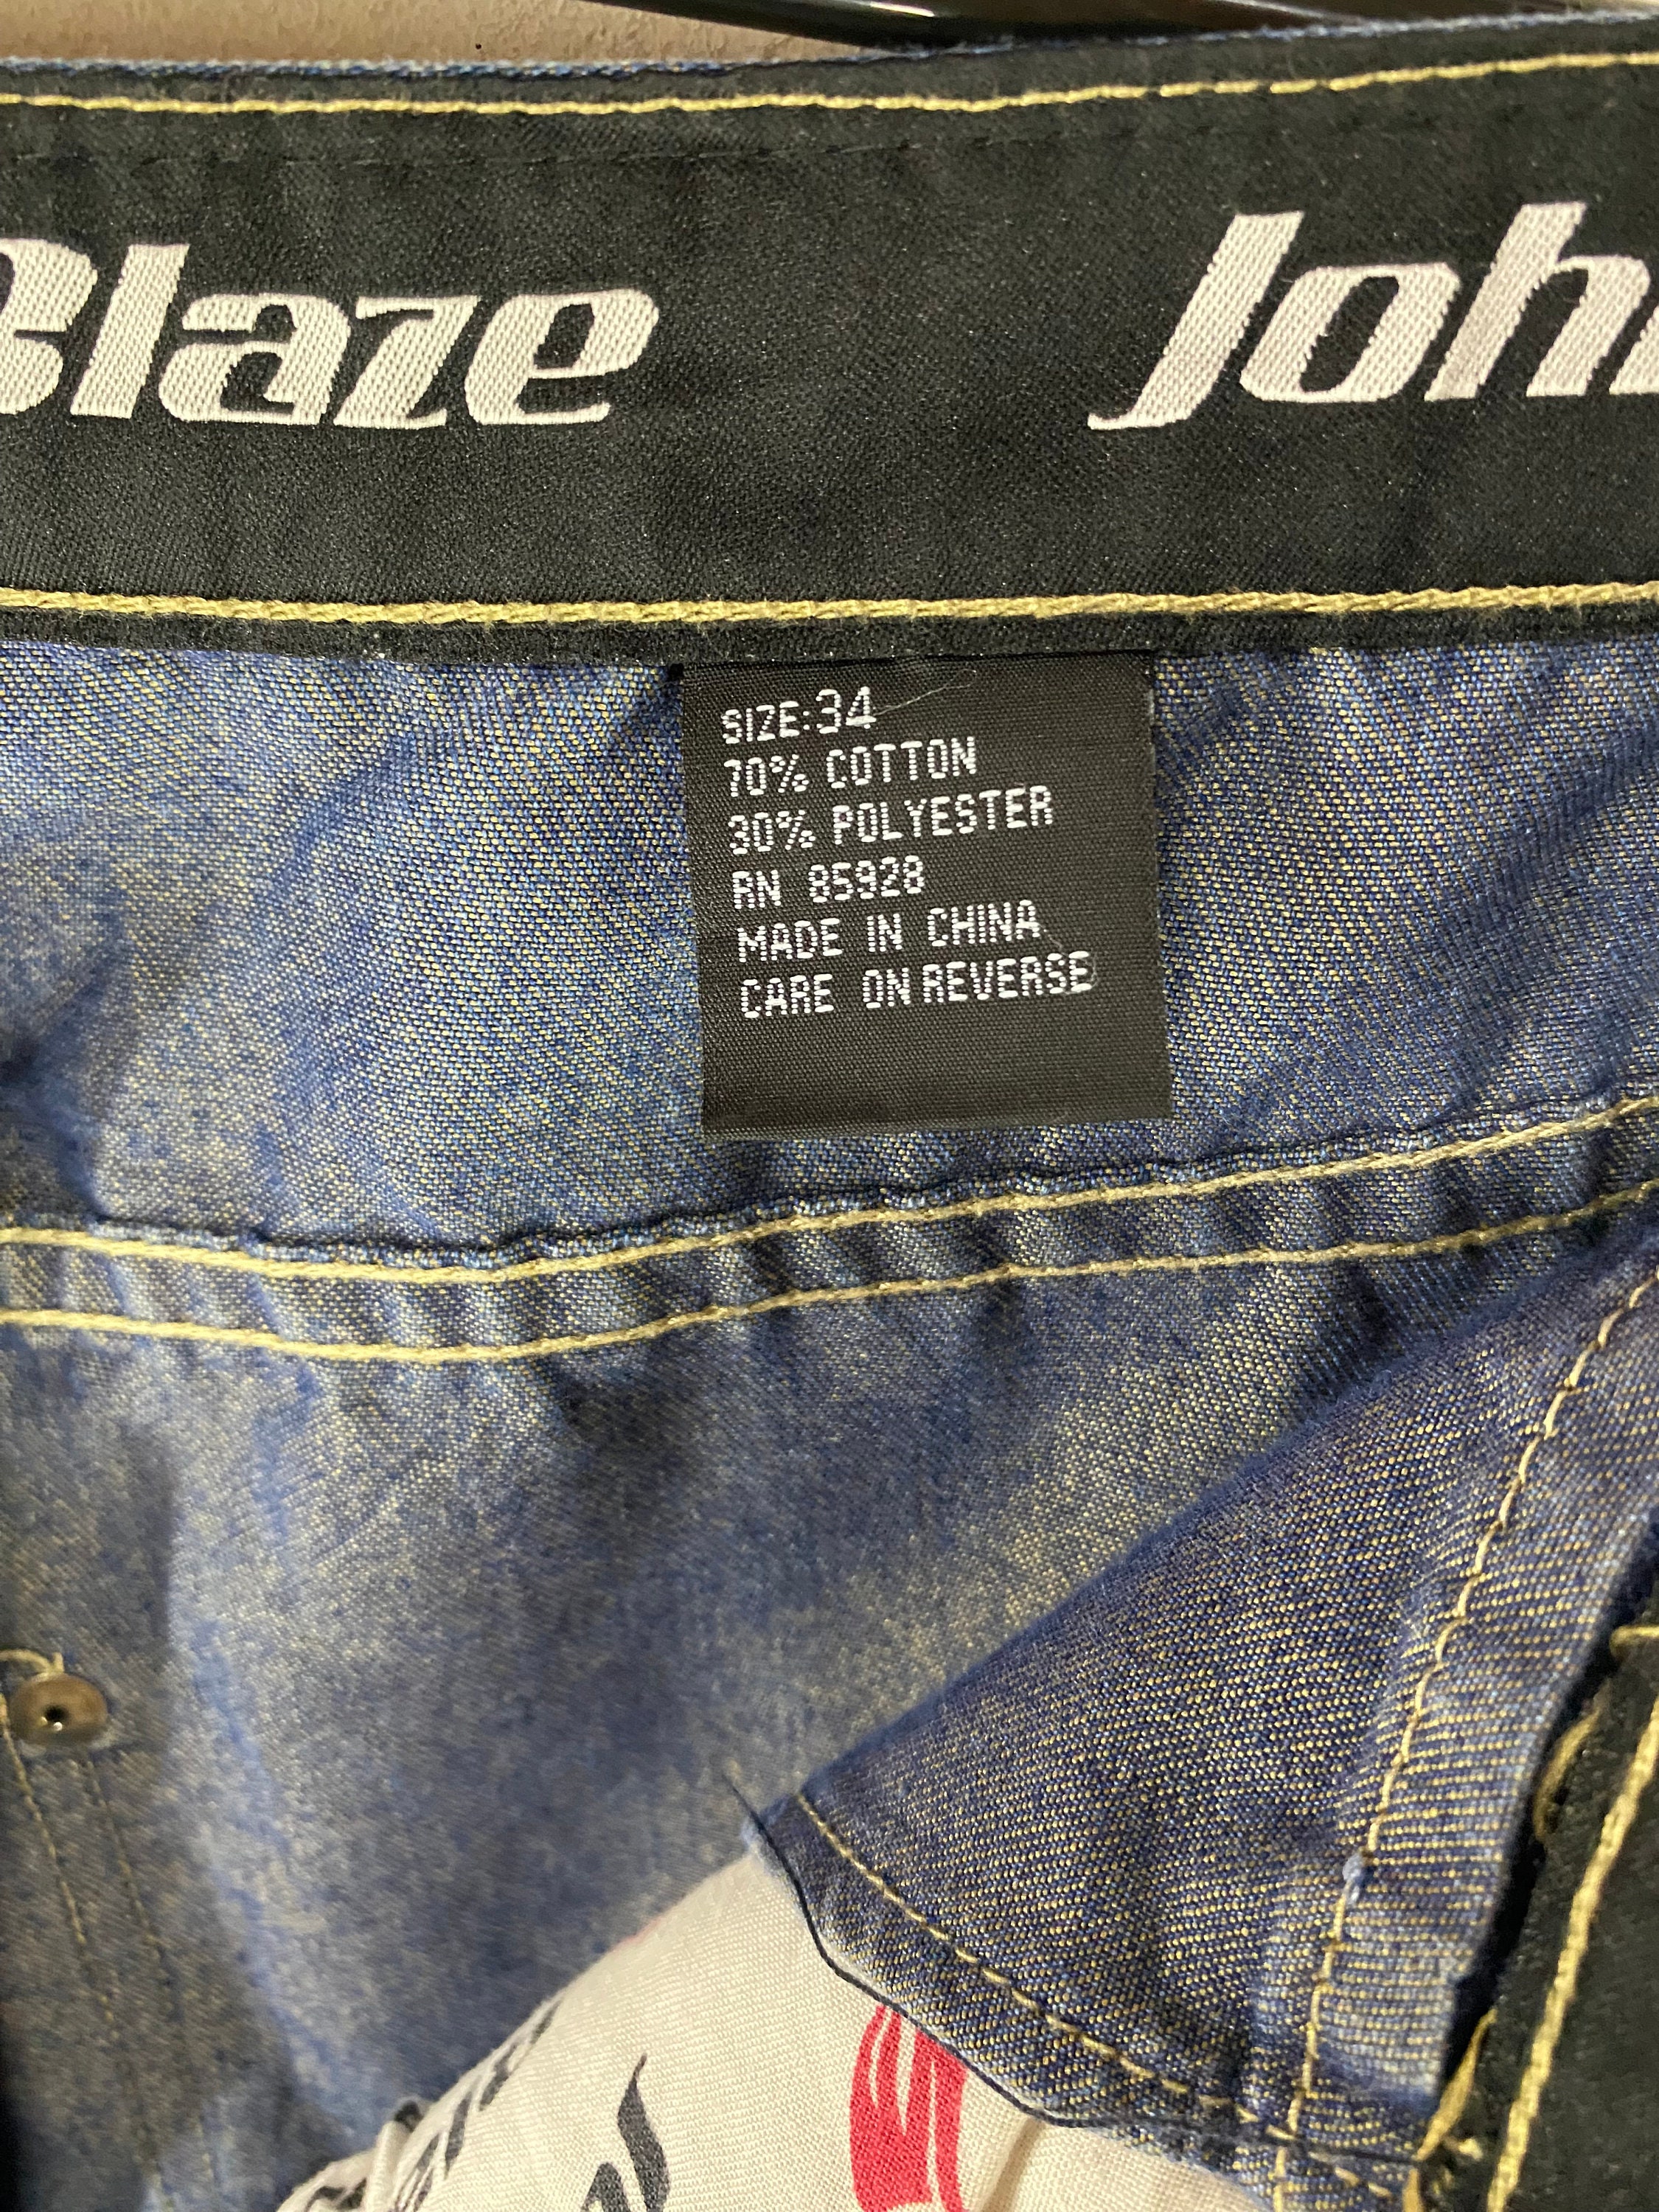 Blaze Joh
SIZE:34
70% COTTON
30% POLYESTER
RN 85928
MADE IN CHINA
CARE ON REVERSE